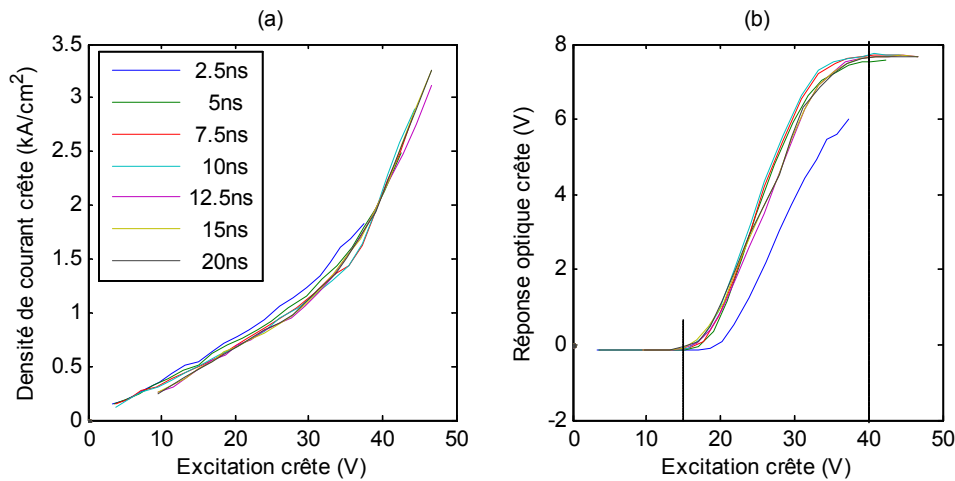 (a)
3.5
3
2.5
2
1.5
1
0.5
0
Densité de courant crête (kA/cm²)
2.5ns
5ns
7.5ns
10ns
12.5ns
15ns
20ns
0 10 20 30 40 50
Excitation crête (V)
(b)
8
6
4
2
0
-2
Réponse optique crête (V)
0 10 20 30 40 50
Excitation crête (V)